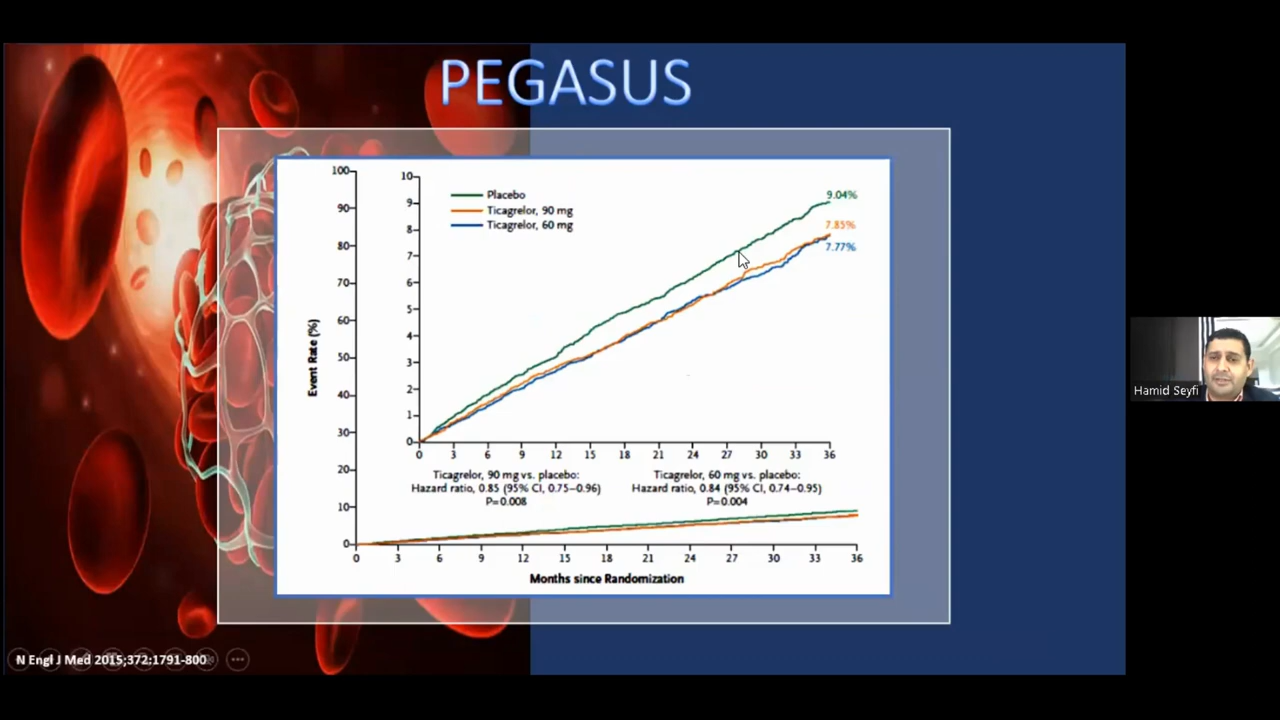 PEGASUS
100
90
80
70
60
50
40
30
20
10
0
Event Rate (%)
10
9
8
7
6
5
4
3
2
1
0
Placebo
Ticagrelor, 90 mg
Ticagrelor, 60 mg
9.04%
7.85%
7.77%
0 3 6 9 12 15 18 21 24 27 30 33 36
Ticagrelor, 90 mg vs. placebo:
Hazard ratio, 0.85 (95% CI, 0.75–0.96)
P=0.008
Ticagrelor, 60 mg vs. placebo:
Hazard ratio, 0.84 (95% CI, 0.74–0.95)
P=0.004
0 3 6 9 12 15 18 21 24 27 30 33 36
Months since Randomization
N Engl J Med 2015;372:1791-800
Hamid Seyfi